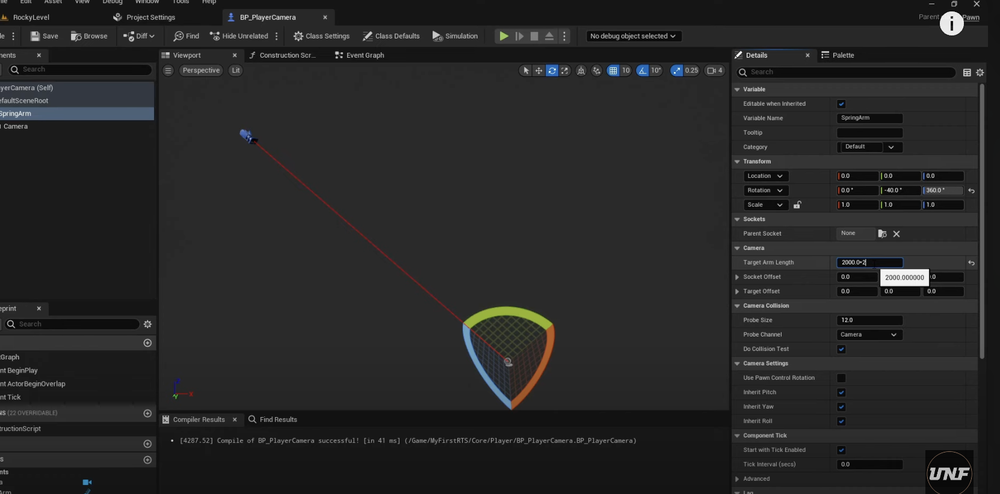 Edit Asset View Debug Window Tools Help
RockyLevel Project Settings BP_PlayerCamera
Parent Pawn
Save Browse Diff Find Hide Unrelated Class Settings Class Defaults Simulation No debug object selected
Viewport Construction Scr... Event Graph Details Palette
Search
Perspective Lit 10 10° 0.25 4
Search
yerCamera (Self)
efaultSceneRoot
SpringArm
Camera
Variable
Editable when Inherited
Variable Name SpringArm
Tooltip
Category Default
Transform
Location 0.0 0.0 0.0
Rotation 0.0 ° -40.0 ° 360.0 °
Scale 1.0 1.0 1.0
Sockets
Parent Socket None
Camera
Target Arm Length 2000.0*2
2000.000000
Socket Offset 0.0 0.0
Target Offset 0.0 0.0 0.0
Camera Collision
Probe Size 12.0
Probe Channel Camera
Do Collision Test
Camera Settings
Use Pawn Control Rotation
Inherit Pitch
Inherit Yaw
Inherit Roll
Component Tick
Start with Tick Enabled
Tick Interval (secs) 0.0
Advanced
Lag
Search
tGraph
nt BeginPlay
nt ActorBeginOverlap
nt Tick
NS (22 OVERRIDABLE)
tructionScript
Z
X
Y
Compiler Results Find Results
[4287.52] Compile of BP_PlayerCamera successful! [in 41 ms] (/Game/MyFirstRTS/Core/Player/BP_PlayerCamera.BP_PlayerCamera)
UNF